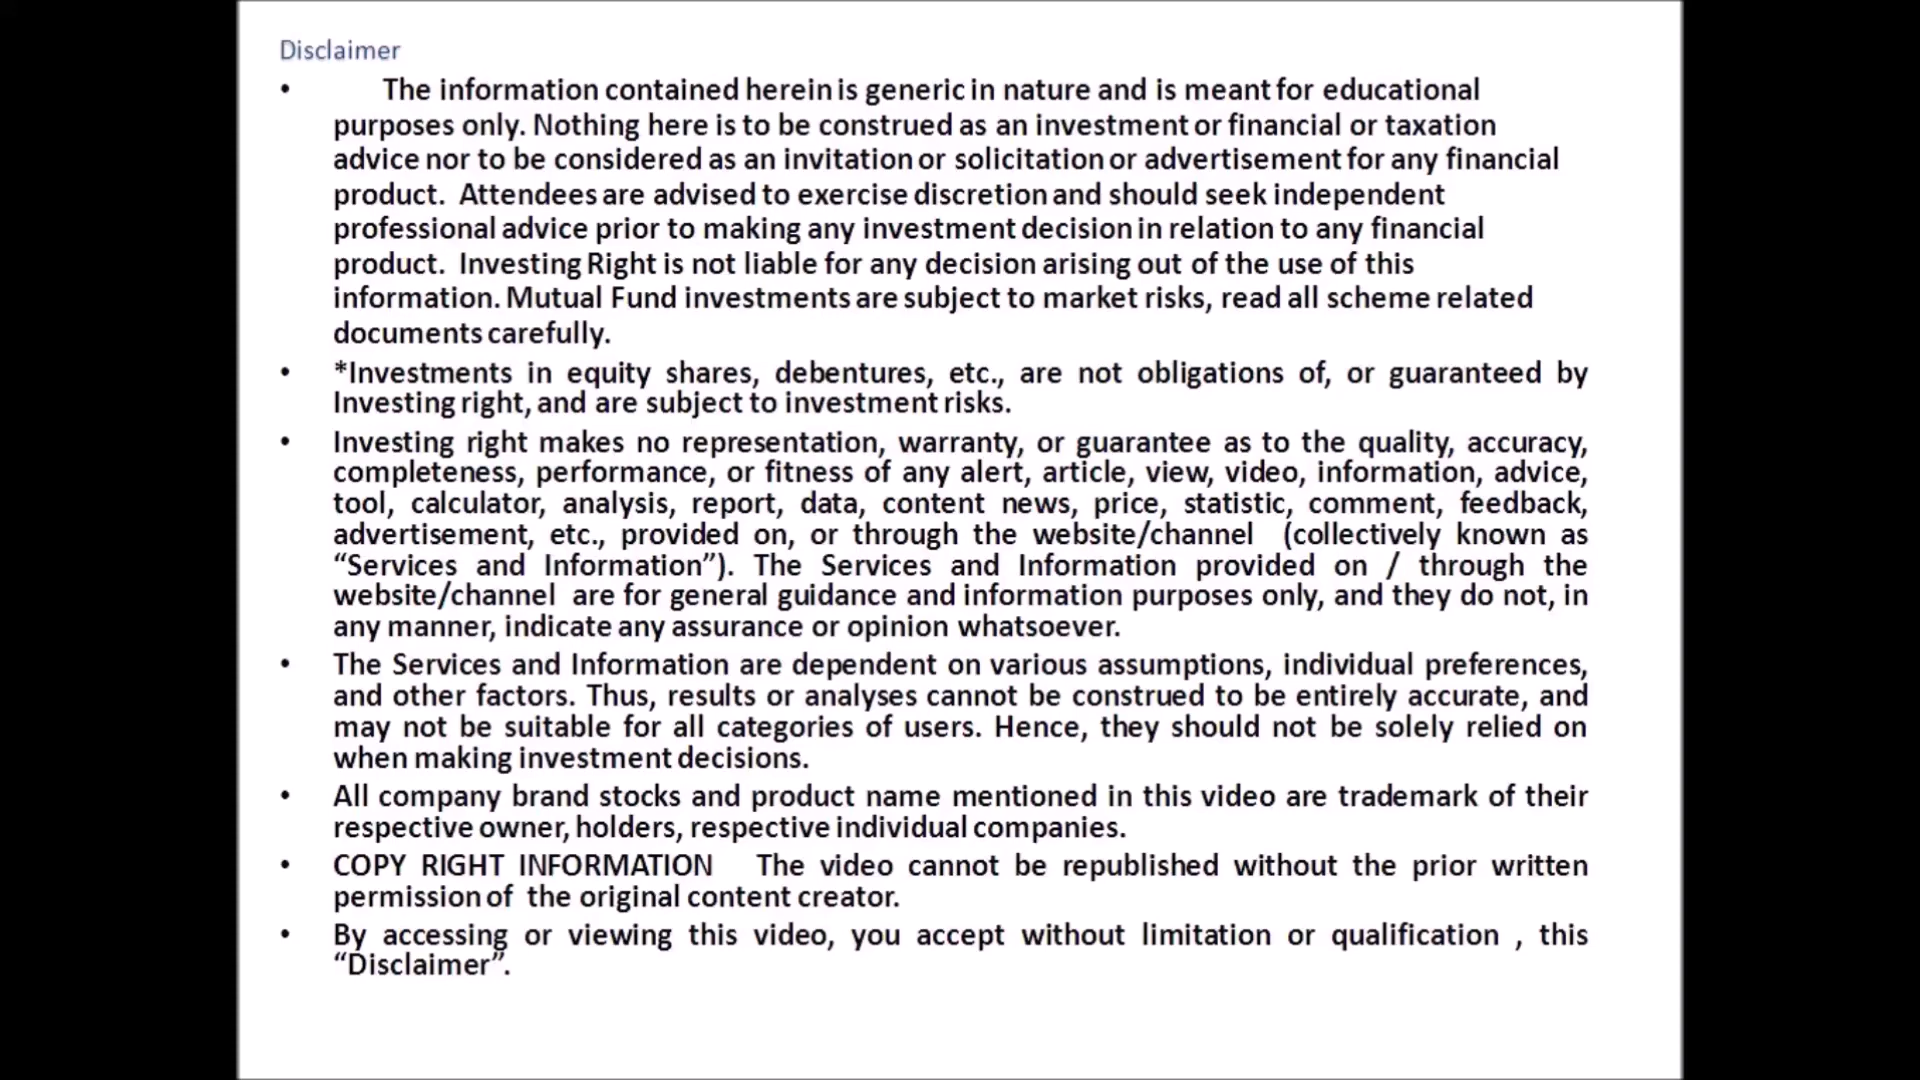 Disclaimer
• The information contained herein is generic in nature and is meant for educational
purposes only. Nothing here is to be construed as an investment or financial or taxation
advice nor to be considered as an invitation or solicitation or advertisement for any financial
product. Attendees are advised to exercise discretion and should seek independent
professional advice prior to making any investment decision in relation to any financial
product. Investing Right is not liable for any decision arising out of the use of this
information. Mutual Fund investments are subject to market risks, read all scheme related
documents carefully.
• *Investments in equity shares, debentures, etc., are not obligations of, or guaranteed by
Investing right, and are subject to investment risks.
• Investing right makes no representation, warranty, or guarantee as to the quality, accuracy,
completeness, performance, or fitness of any alert, article, view, video, information, advice,
tool, calculator, analysis, report, data, content news, price, statistic, comment, feedback,
advertisement, etc., provided on, or through the website/channel (collectively known as
“Services and Information”). The Services and Information provided on / through the
website/channel are for general guidance and information purposes only, and they do not, in
any manner, indicate any assurance or opinion whatsoever.
• The Services and Information are dependent on various assumptions, individual preferences,
and other factors. Thus, results or analyses cannot be construed to be entirely accurate, and
may not be suitable for all categories of users. Hence, they should not be solely relied on
when making investment decisions.
• All company brand stocks and product name mentioned in this video are trademark of their
respective owner, holders, respective individual companies.
• COPY RIGHT INFORMATION The video cannot be republished without the prior written
permission of the original content creator.
• By accessing or viewing this video, you accept without limitation or qualification , this
“Disclaimer”.